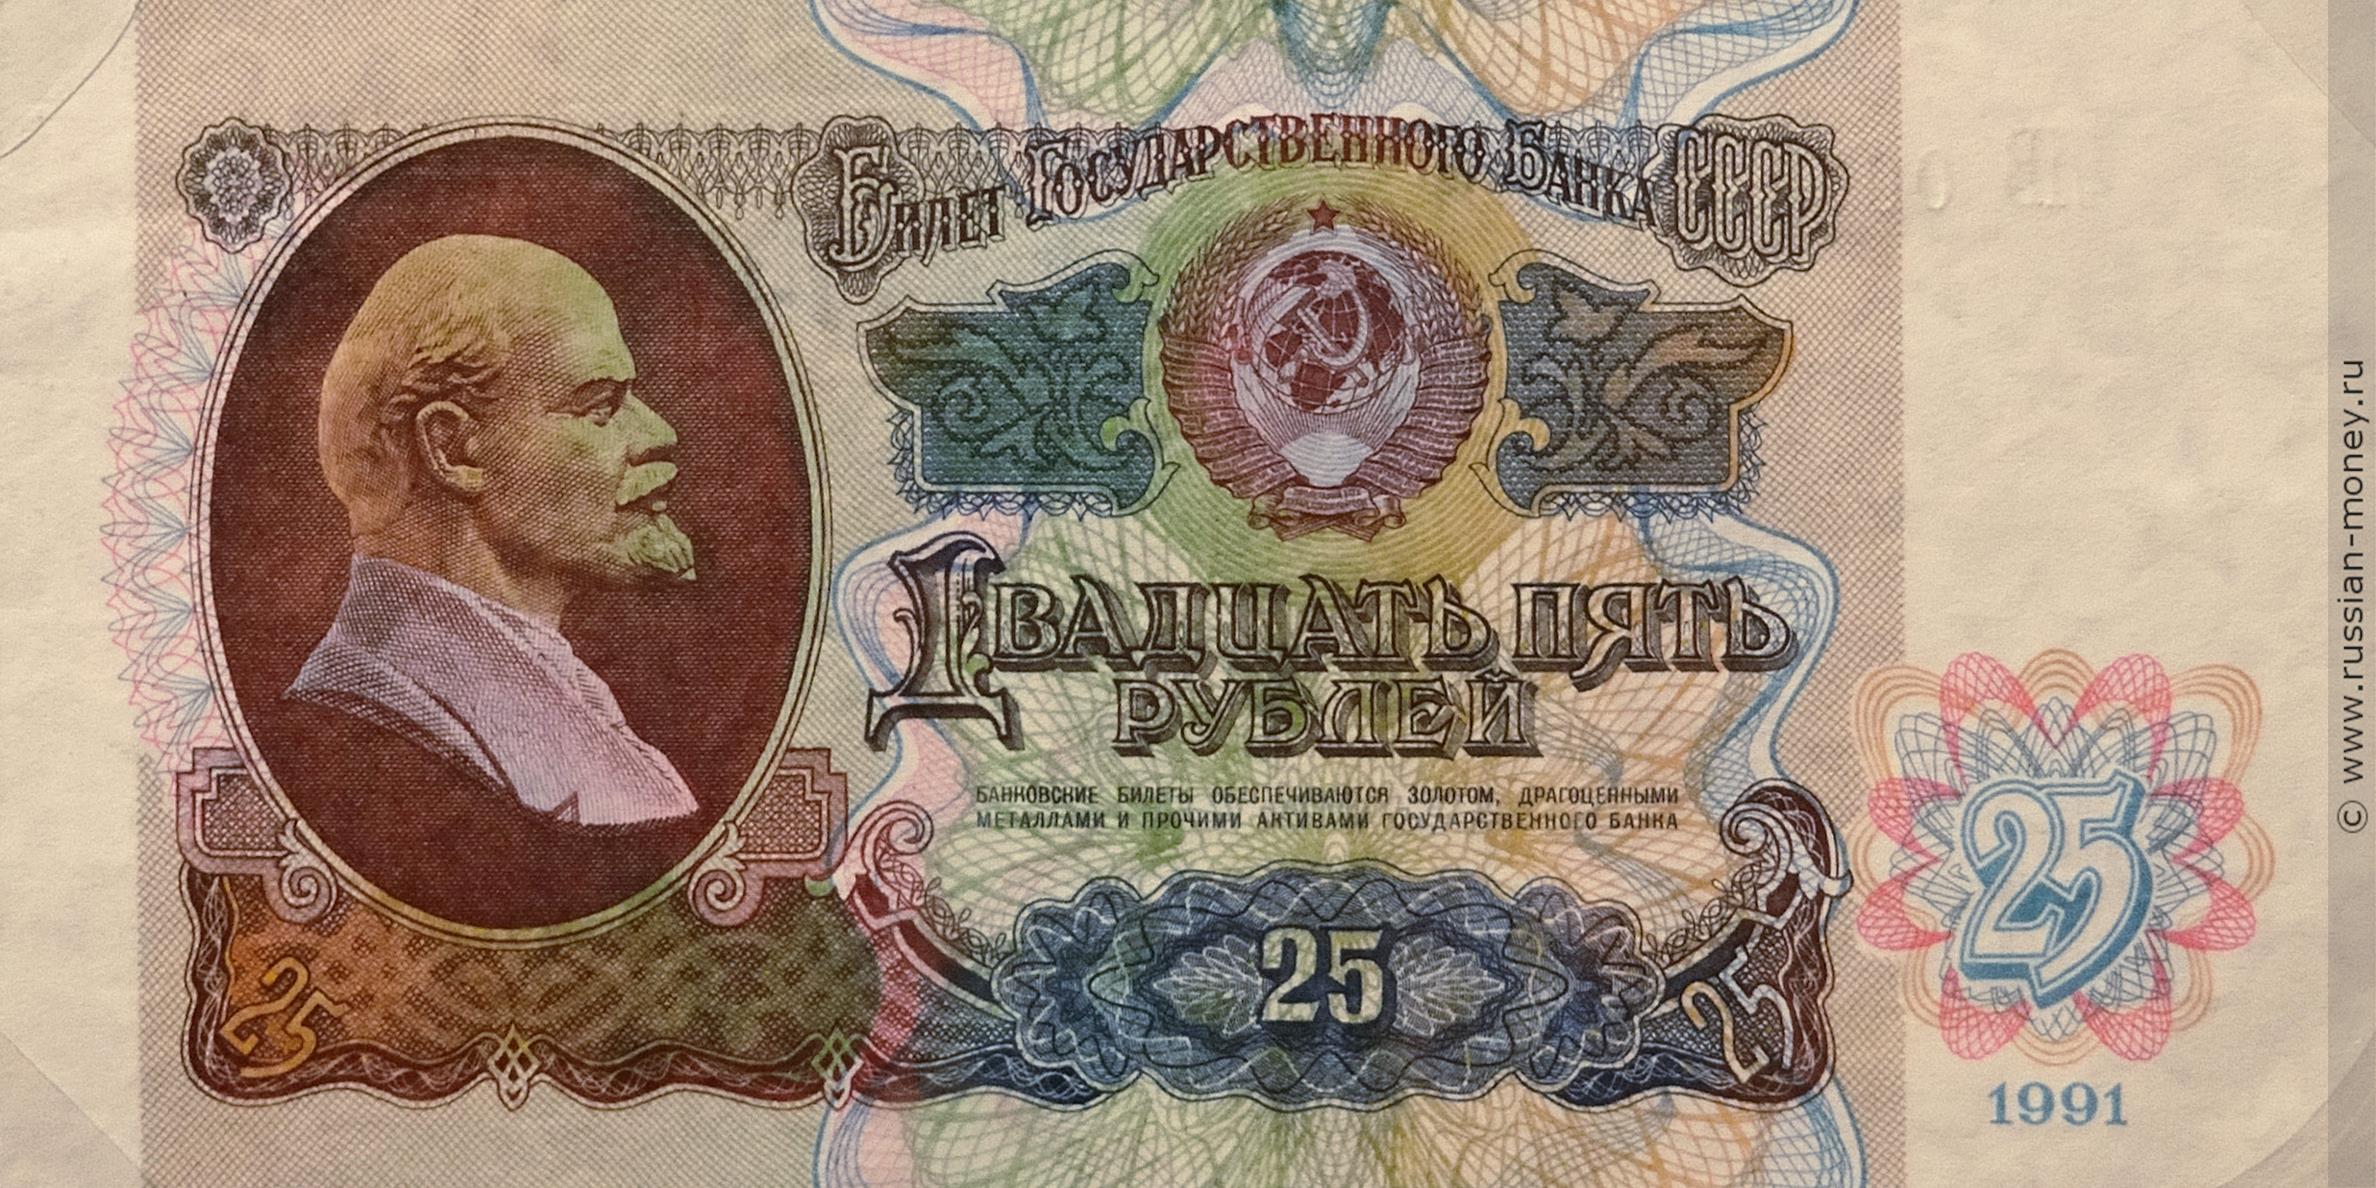 Билет Государственного Банка СССР
Двадцать пять
рублей
БАНКОВСКИЕ БИЛЕТЫ ОБЕСПЕЧИВАЮТСЯ ЗОЛОТОМ, ДРАГОЦЕННЫМИ
МЕТАЛЛАМИ И ПРОЧИМИ АКТИВАМИ ГОСУДАРСТВЕННОГО БАНКА
25
25
25
25
1991
© www.russian-money.ru